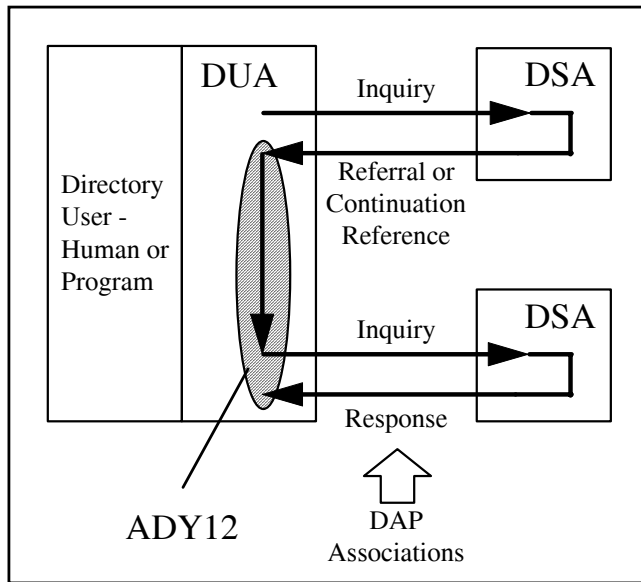 DUA
DSA
Inquiry
Referral or
Continuation
Reference
Directory
User -
Human or
Program
DSA
Inquiry
Response
ADY12
DAP
Associations